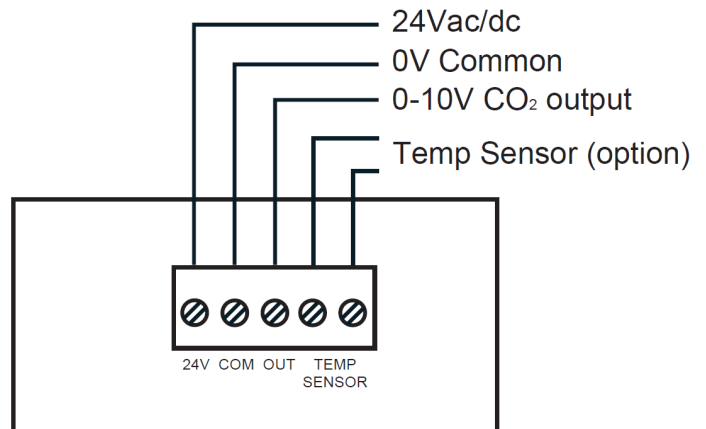 24Vac/dc
0V Common
0-10V CO₂ output
Temp Sensor (option)
24V COM OUT TEMP
SENSOR